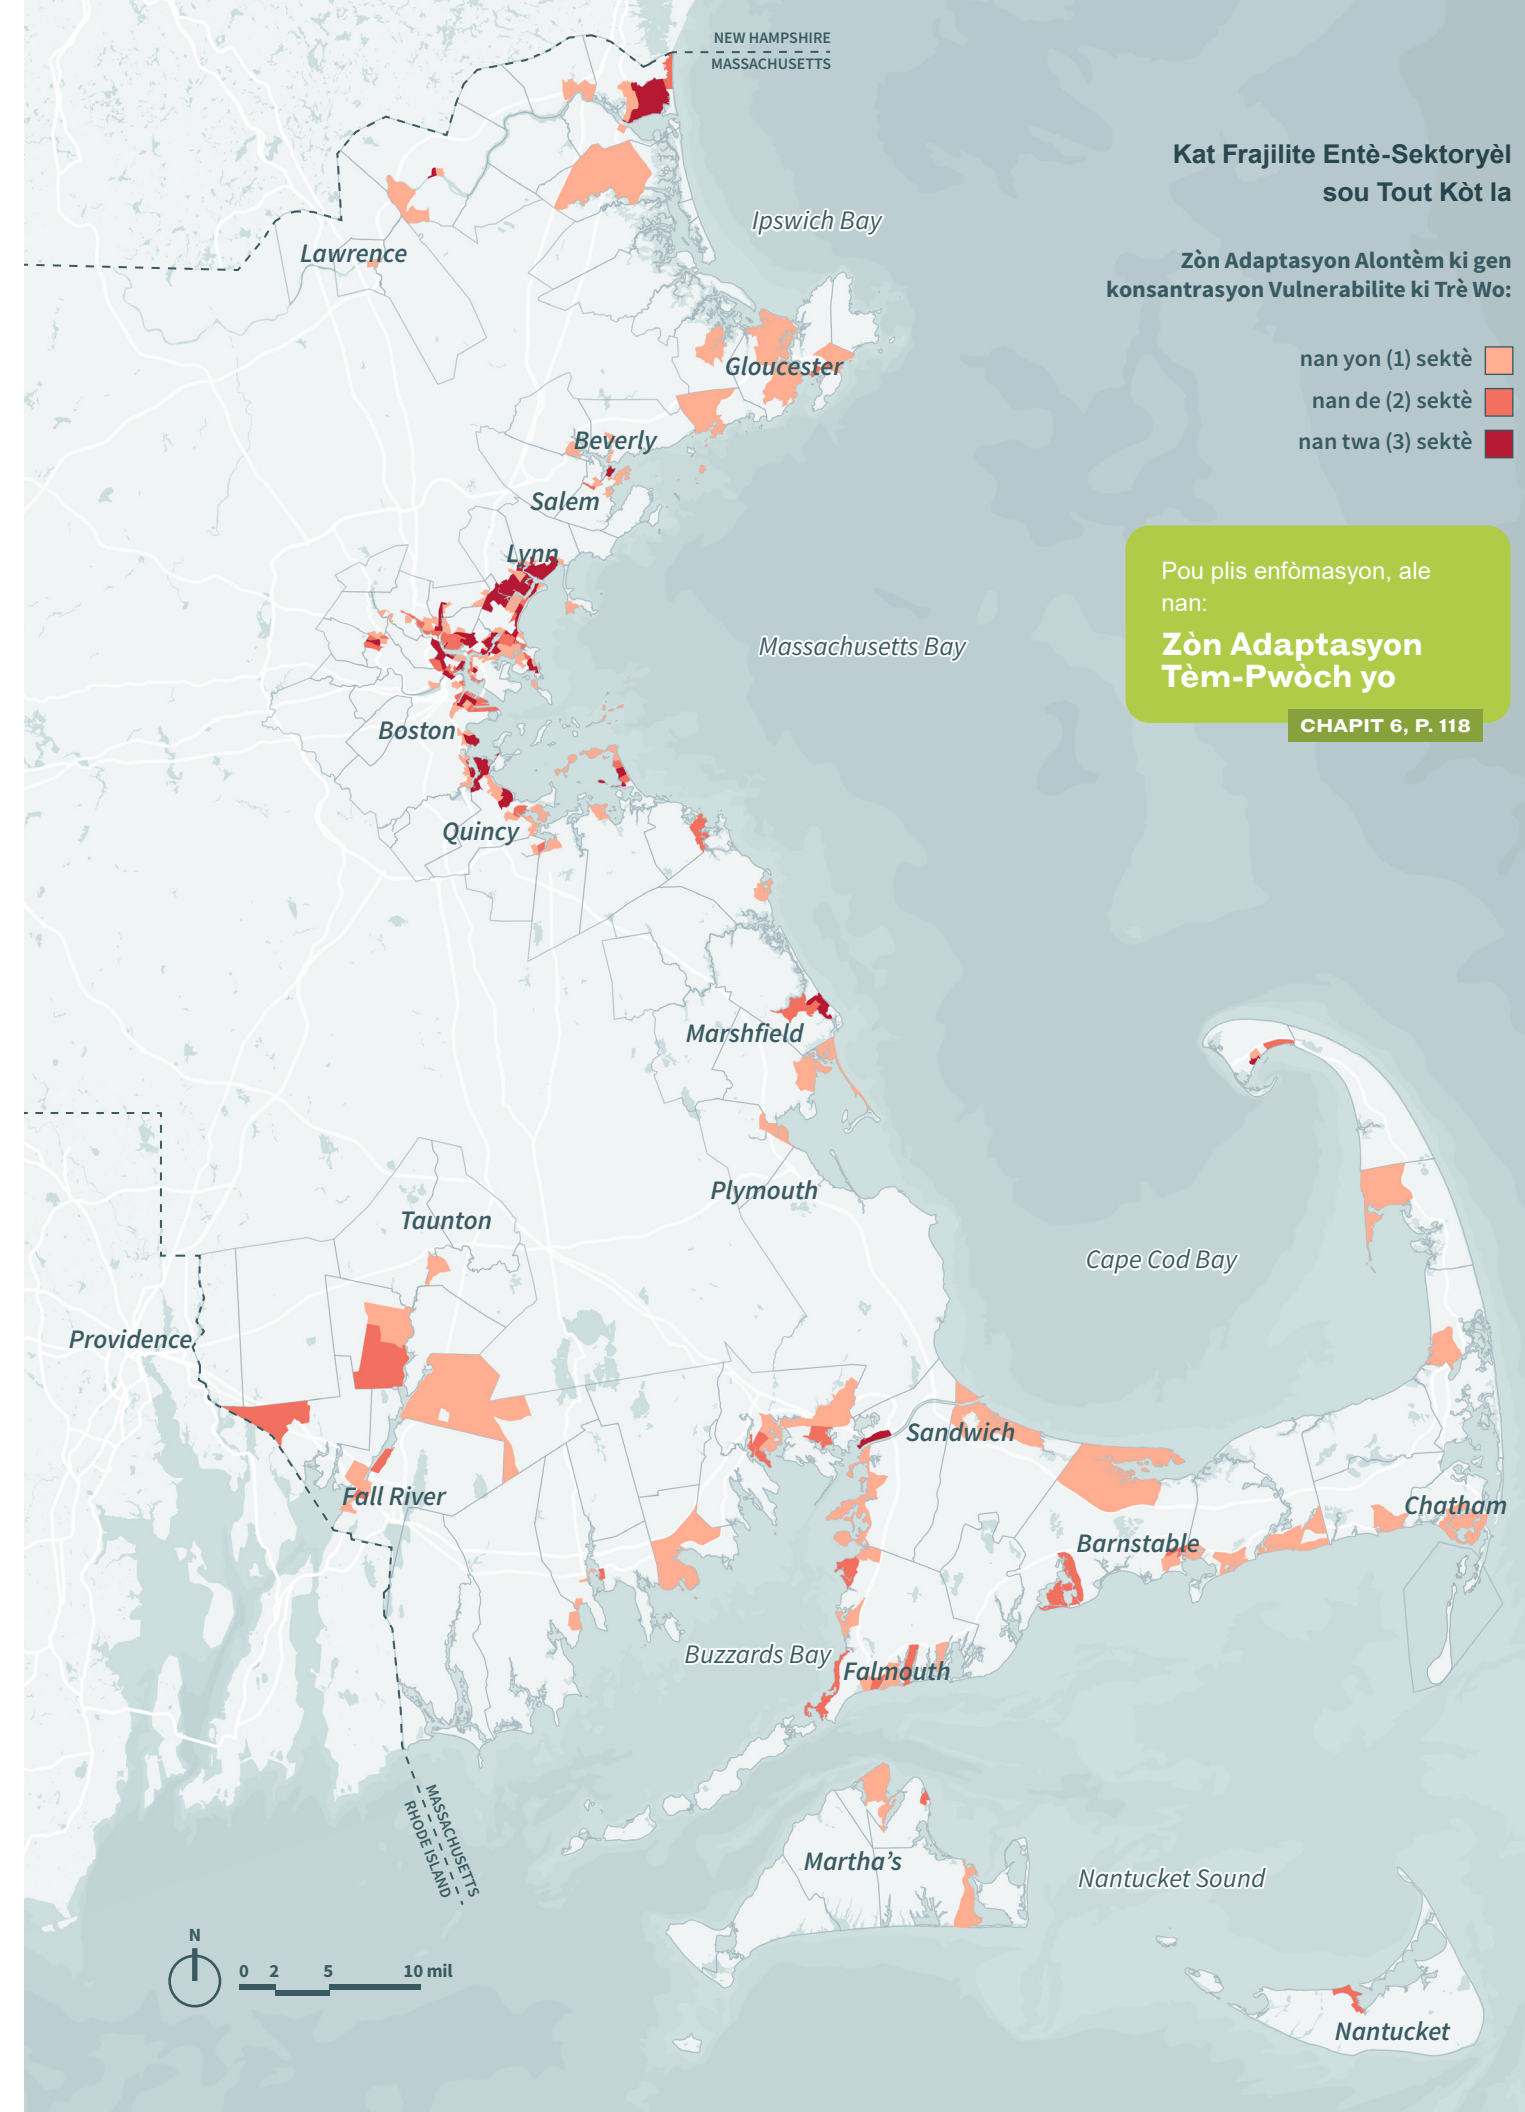 NEW HAMPSHIRE
MASSACHUSETTS
Kat Frajilite Entè-Sektoryèl
sou Tout Kòt la
Ipswich Bay
Lawrence
Zòn Adaptasyon Alontèm ki gen
konsantrasyon Vulnerabilite ki Trè Wo:
nan yon (1) sektè
nan de (2) sektè
nan twa (3) sektè
Gloucester
Beverly
Salem
Lynn
Pou plis enfòmasyon, ale
nan:
Zòn Adaptasyon
Tèm-Pwòch yo
CHAPIT 6, P. 118
Massachusetts Bay
Boston
Quincy
Marshfield
Plymouth
Taunton
Cape Cod Bay
Providence
Sandwich
Fall River
Chatham
Barnstable
Buzzards Bay
Falmouth
MASSACHUSETTS
RHODE ISLAND
Martha's
Nantucket Sound
N
0 2 5 10 mil
Nantucket